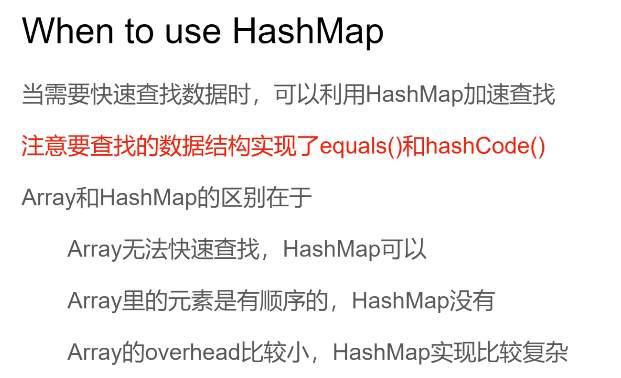 When to use HashMap
当需要快速查找数据时，可以利用HashMap加速查找
注意要查找的数据结构实现了equals()和hashCode()
Array和HashMap的区别在于
Array无法快速查找，HashMap可以
Array里的元素是有顺序的，HashMap没有
Array的overhead比较小，HashMap实现比较复杂